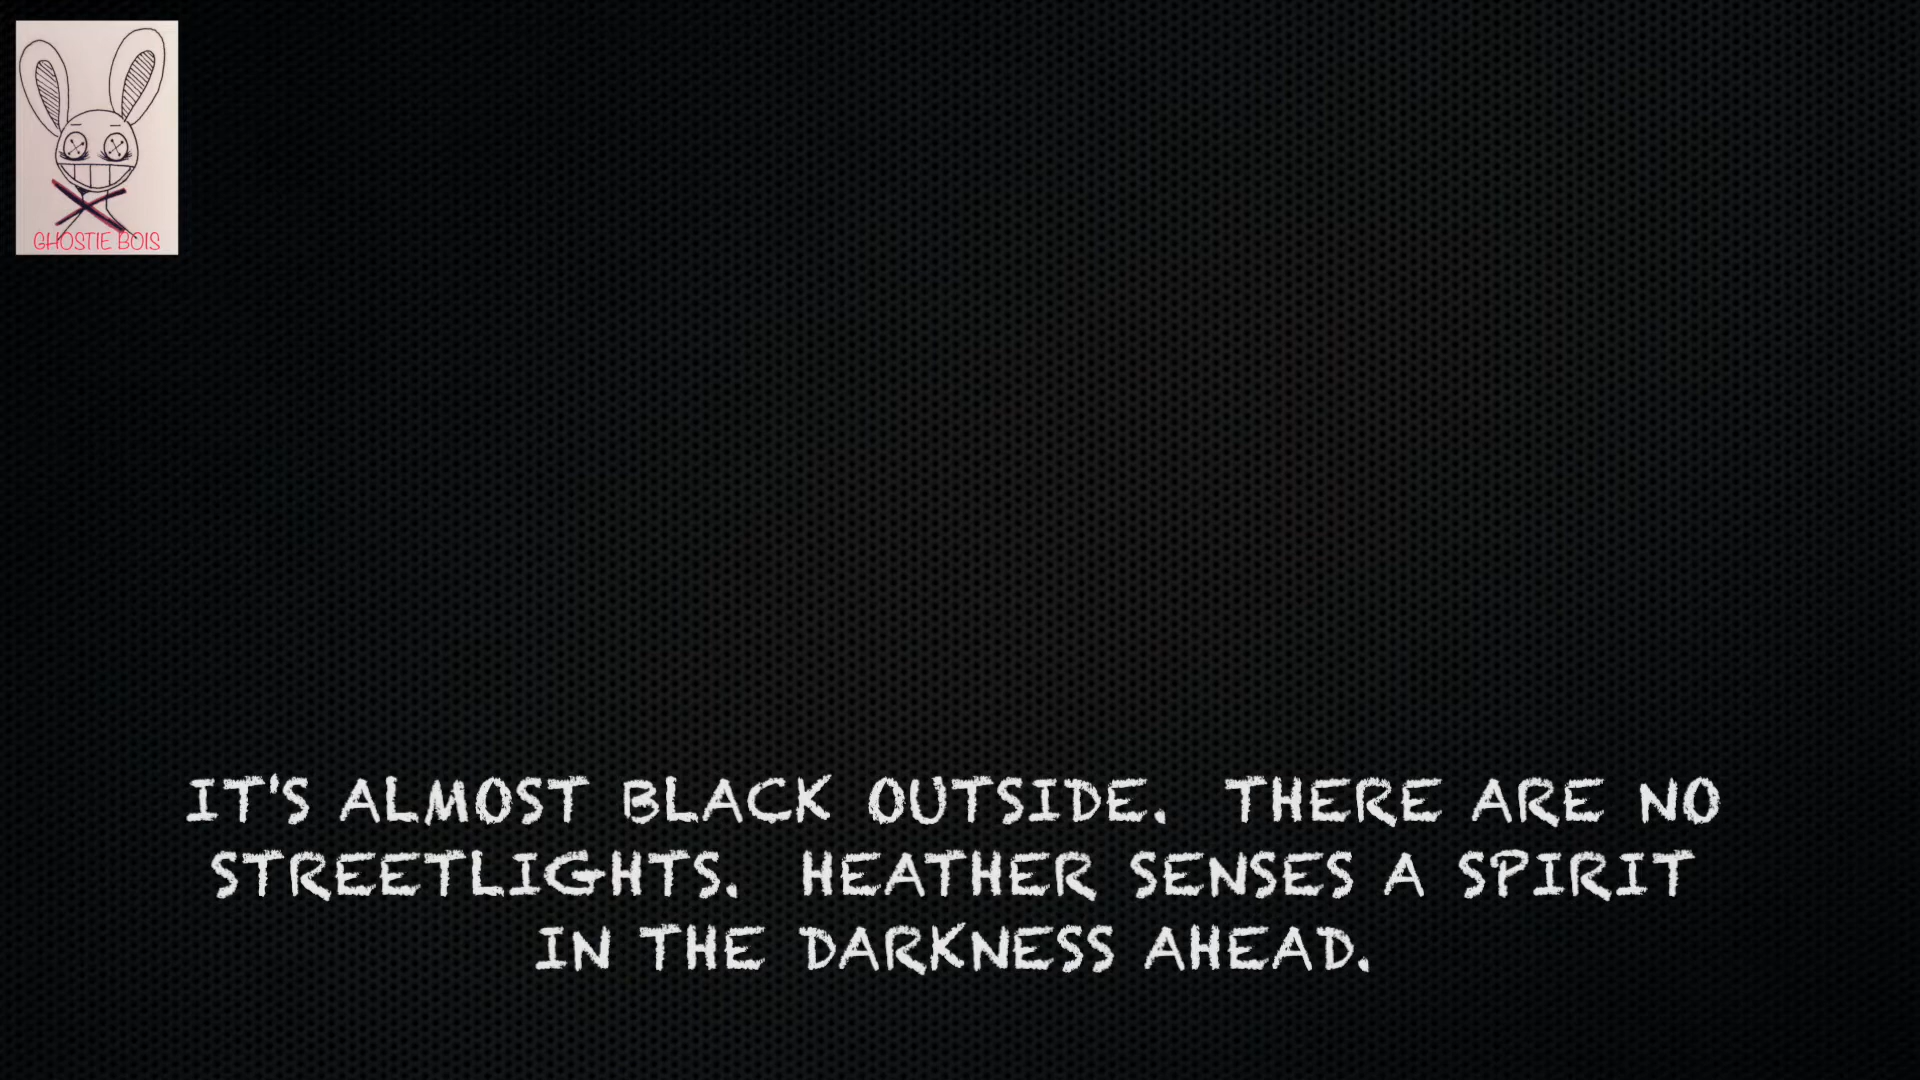 GHOSTIE BOIS
IT'S ALMOST BLACK OUTSIDE. THERE ARE NO
STREETLIGHTS. HEATHER SENSES A SPIRIT
IN THE DARKNESS AHEAD.